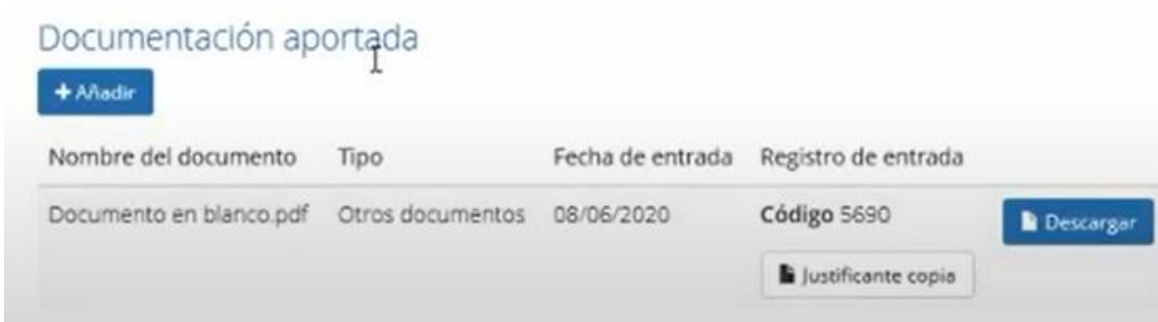 Documentación aportada
+ Añadir
Nombre del documento Tipo Fecha de entrada Registro de entrada
Documento en blanco.pdf Otros documentos 08/06/2020 Código 5690 Descargar
Justificante copia